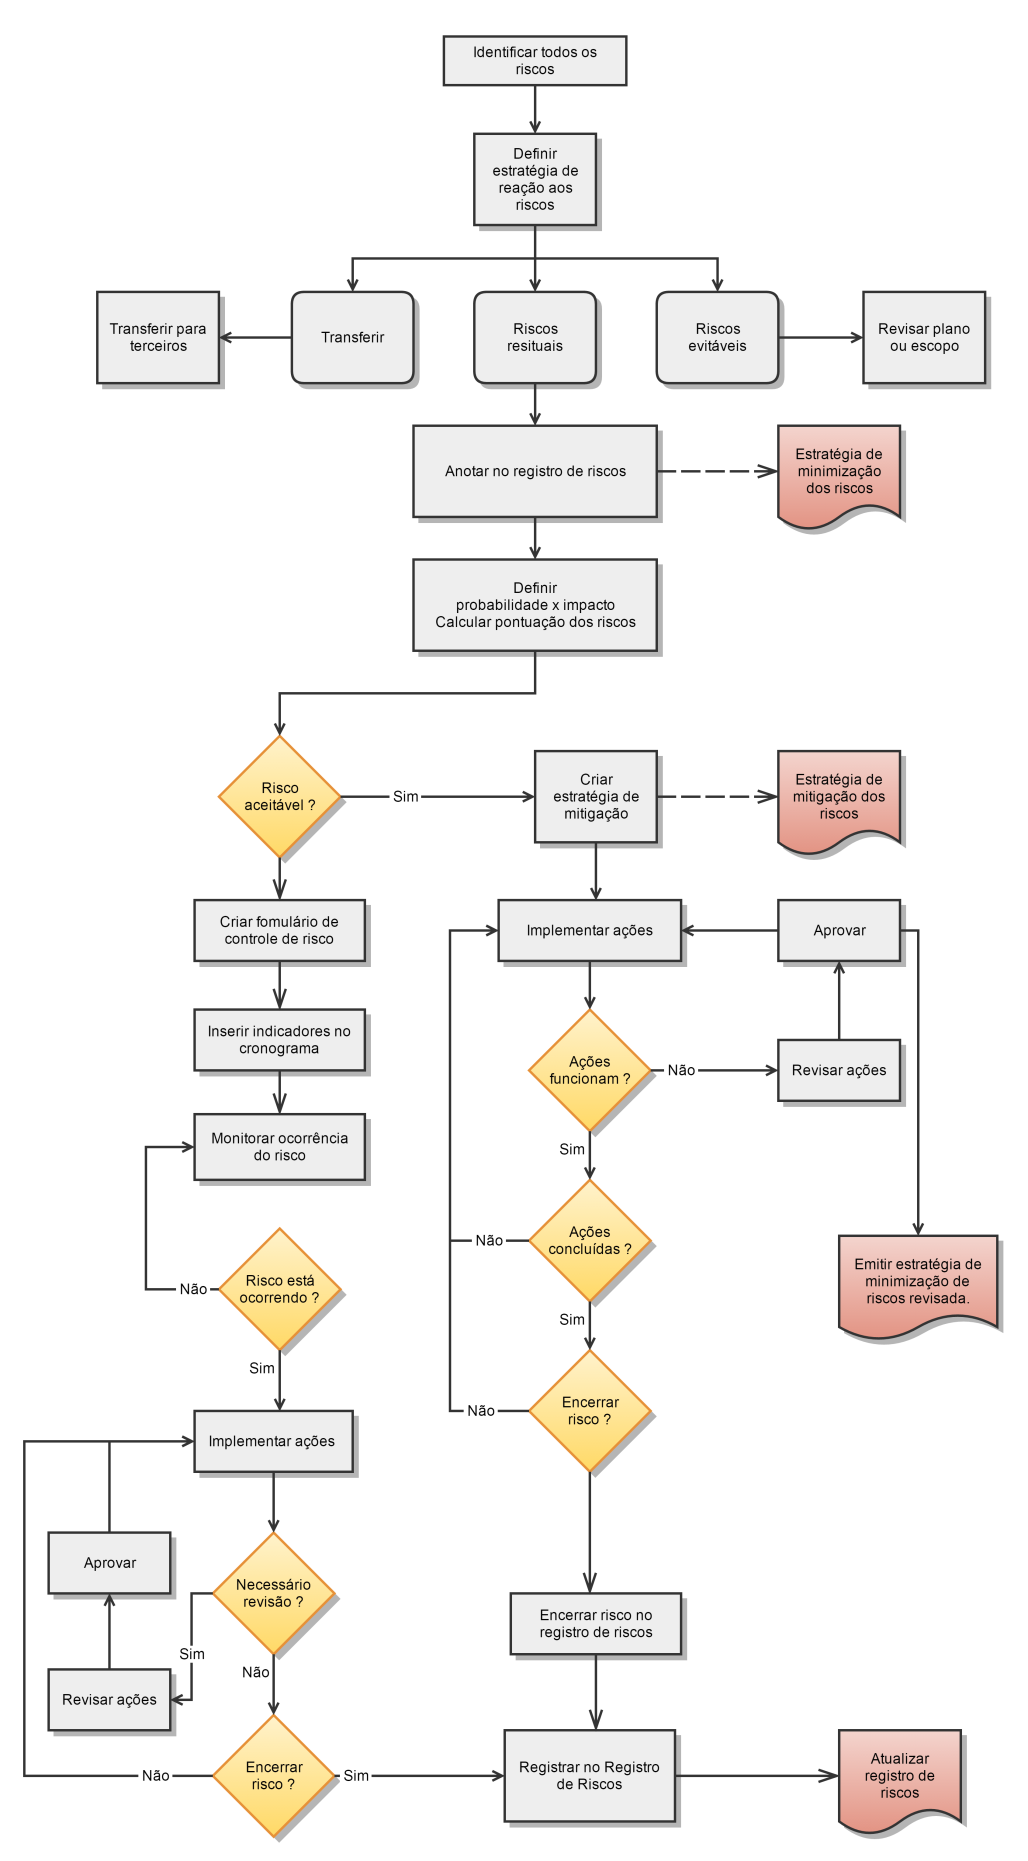 Identificar todos os
riscos
Definir
estratégia de
reação aos
riscos
Transferir para
terceiros
Transferir
Riscos
resituais
Riscos
evitáveis
Revisar plano
ou escopo
Anotar no registro de riscos
Estratégia de
minimização
dos riscos
Definir
probabilidade x impacto
Calcular pontuação dos riscos
Risco
aceitável ?
Sim
Criar
estratégia de
mitigação
Estratégia de
mitigação dos
riscos
Criar fomulário de
controle de risco
Implementar ações
Aprovar
Inserir indicadores no
cronograma
Ações
funcionam ?
Não
Revisar ações
Monitorar ocorrência
do risco
Sim
Ações
concluídas ?
Não
Emitir estratégia de
minimização de
riscos revisada.
Risco está
ocorrendo ?
Não
Sim
Sim
Encerrar
risco ?
Não
Implementar ações
Aprovar
Necessário
revisão ?
Sim
Não
Encerrar risco no
registro de riscos
Revisar ações
Encerrar
risco ?
Não
Sim
Registrar no Registro
de Riscos
Atualizar
registro de
riscos